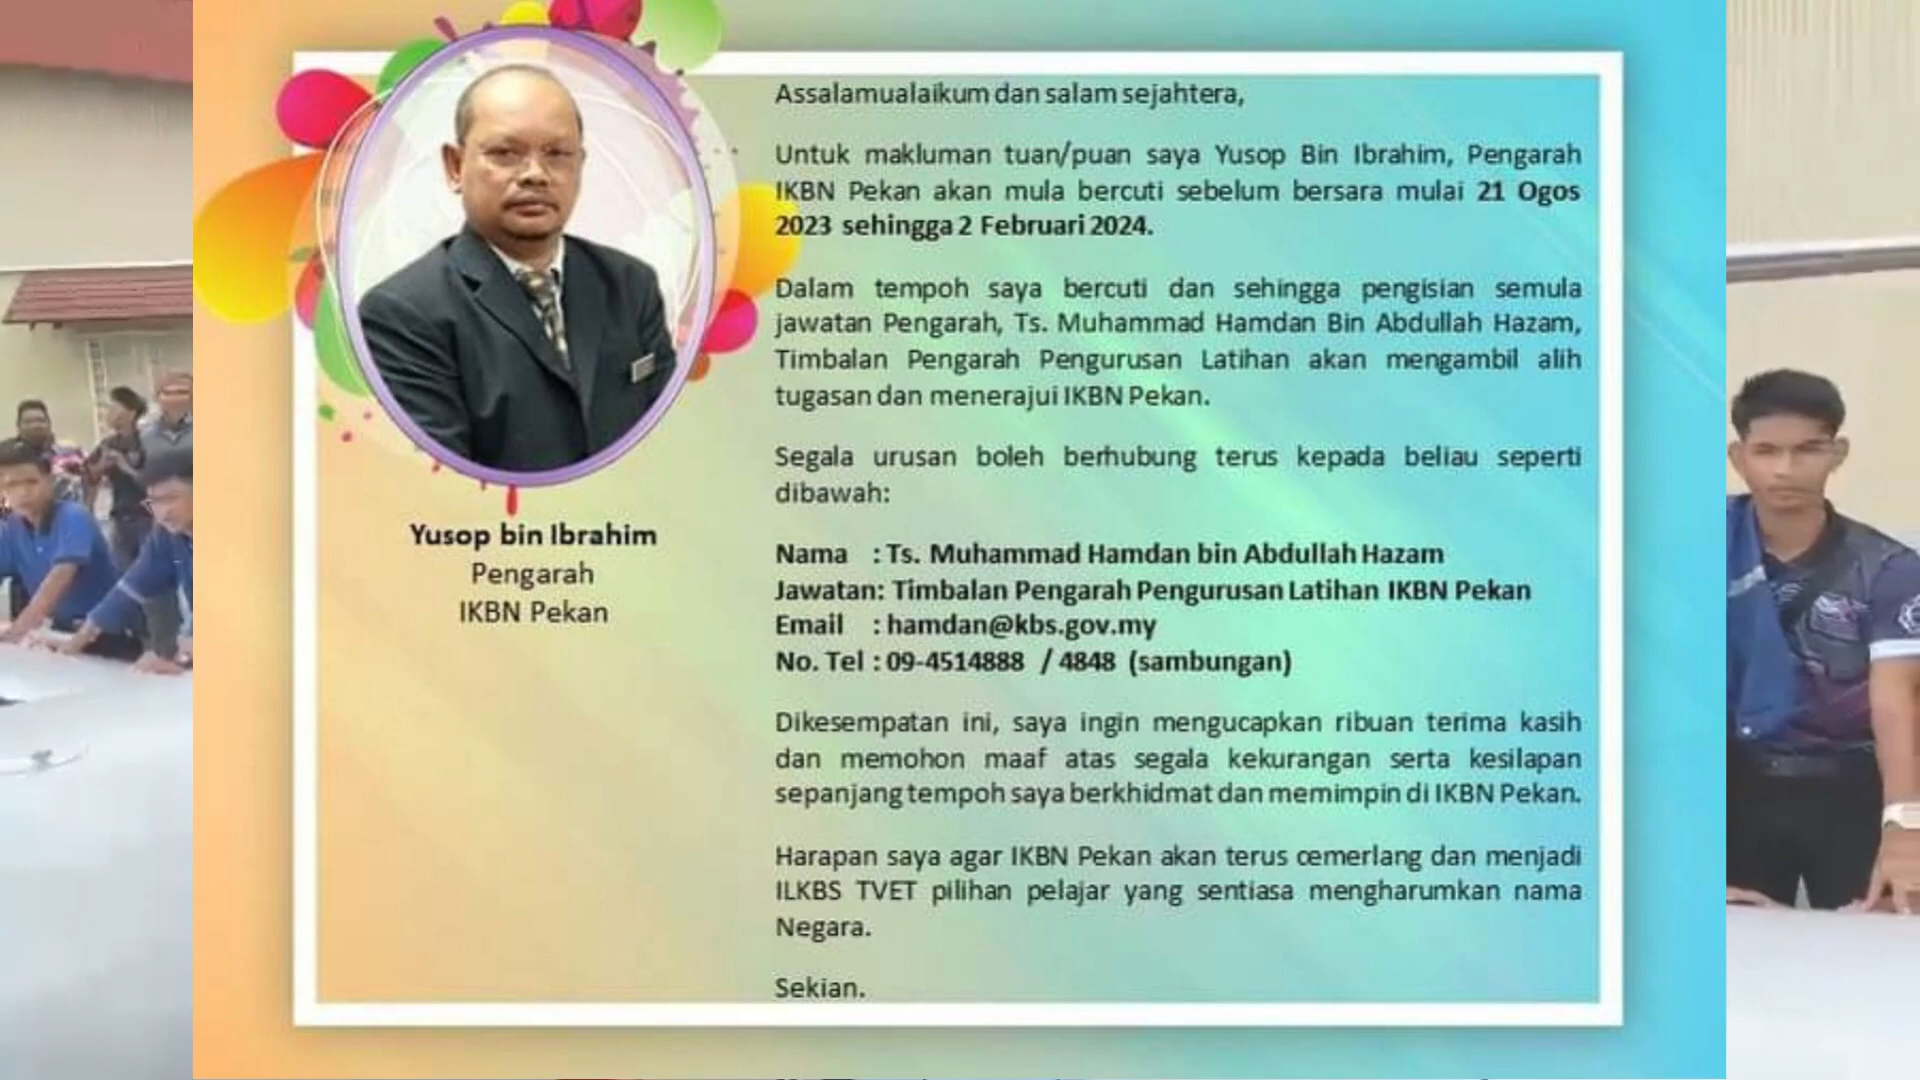 Assalamualaikum dan salam sejahtera,
Untuk makluman tuan/puan saya Yusop Bin Ibrahim, Pengarah
IKBN Pekan akan mula bercuti sebelum bersara mulai 21 Ogos
2023 sehingga 2 Februari 2024.
Dalam tempoh saya bercuti dan sehingga pengisian semula
jawatan Pengarah, Ts. Muhammad Hamdan Bin Abdullah Hazam,
Timbalan Pengarah Pengurusan Latihan akan mengambil alih
tugasan dan menerajui IKBN Pekan.
Segala urusan boleh berhubung terus kepada beliau seperti
dibawah:
Nama : Ts. Muhammad Hamdan bin Abdullah Hazam
Jawatan: Timbalan Pengarah Pengurusan Latihan IKBN Pekan
Email : hamdan@kbs.gov.my
No. Tel : 09-4514888 / 4848 (sambungan)
Dikesempatan ini, saya ingin mengucapkan ribuan terima kasih
dan memohon maaf atas segala kekurangan serta kesilapan
sepanjang tempoh saya berkhidmat dan memimpin di IKBN Pekan.
Harapan saya agar IKBN Pekan akan terus cemerlang dan menjadi
ILKBS TVET pilihan pelajar yang sentiasa mengharumkan nama
Negara.
Sekian.
Yusop bin Ibrahim
Pengarah
IKBN Pekan